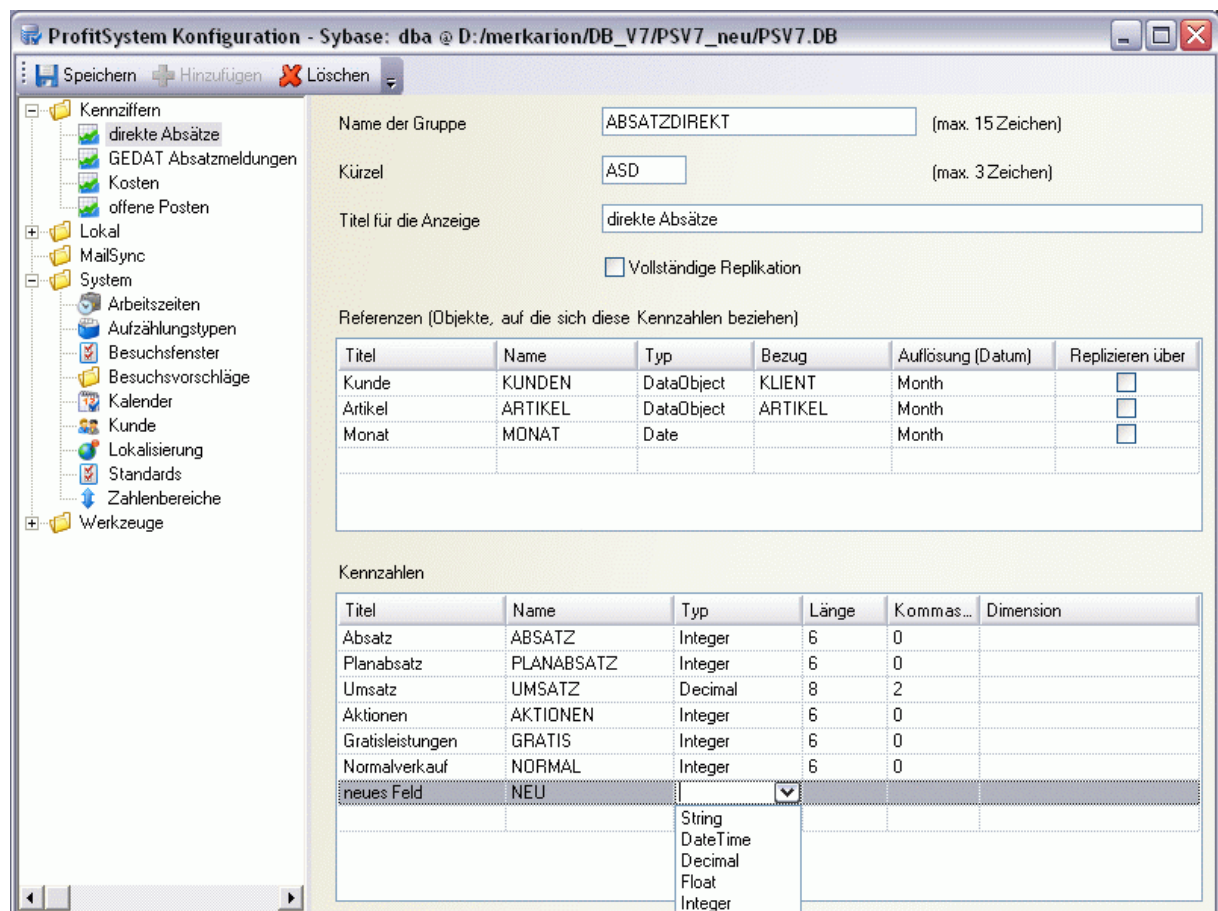 ProfitSystem Konfiguration - Sybase: dba @ D:/merkarion/DB_V7/PSV7_neu/PSV7.DB
Speichern Hinzufügen Löschen
Kennziffern
direkte Absätze
GEDAT Absatzmeldungen
Kosten
offene Posten
Lokal
MailSync
System
Arbeitszeiten
Aufzählungstypen
Besuchsfenster
Besuchsvorschläge
Kalender
Kunde
Lokalisierung
Standards
Zahlenbereiche
Werkzeuge
Name der Gruppe ABSATZDIREKT (max. 15 Zeichen)
Kürzel ASD (max. 3 Zeichen)
Titel für die Anzeige direkte Absätze
Vollständige Replikation
Referenzen (Objekte, auf die sich diese Kennzahlen beziehen)
Titel Name Typ Bezug Auflösung (Datum) Replizieren über
Kunde KUNDEN DataObject KLIENT Month
Artikel ARTIKEL DataObject ARTIKEL Month
Monat MONAT Date Month
Kennzahlen
Titel Name Typ Länge Kommas... Dimension
Absatz ABSATZ Integer 6 0
Planabsatz PLANABSATZ Integer 6 0
Umsatz UMSATZ Decimal 8 2
Aktionen AKTIONEN Integer 6 0
Gratisleistungen GRATIS Integer 6 0
Normalverkauf NORMAL Integer 6 0
neues Feld NEU
String
DateTime
Decimal
Float
Integer